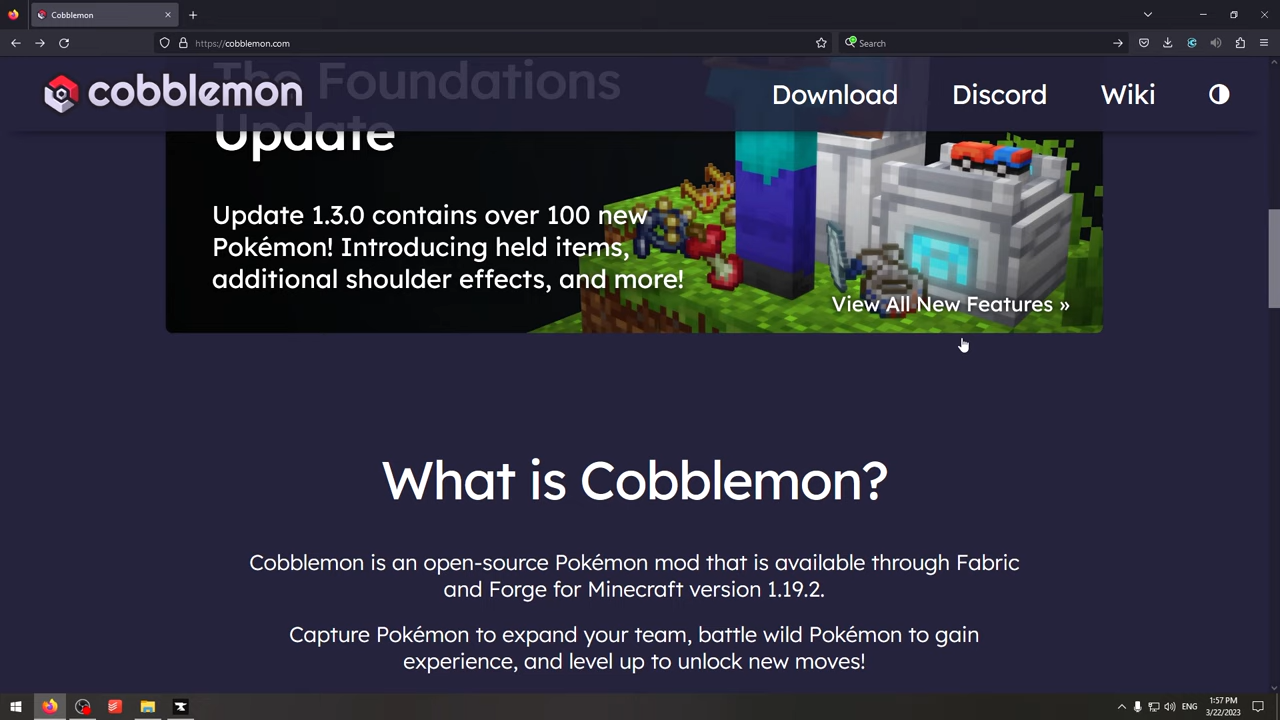 Cobblemon
https://cobblemon.com
Search
cobblemon
Download
Discord
Wiki
The Foundations
Update
Update 1.3.0 contains over 100 new
Pokémon! Introducing held items,
additional shoulder effects, and more!
View All New Features »
What is Cobblemon?
Cobblemon is an open-source Pokémon mod that is available through Fabric
and Forge for Minecraft version 1.19.2.
Capture Pokémon to expand your team, battle wild Pokémon to gain
experience, and level up to unlock new moves!
ENG
1:57 PM
3/22/2023